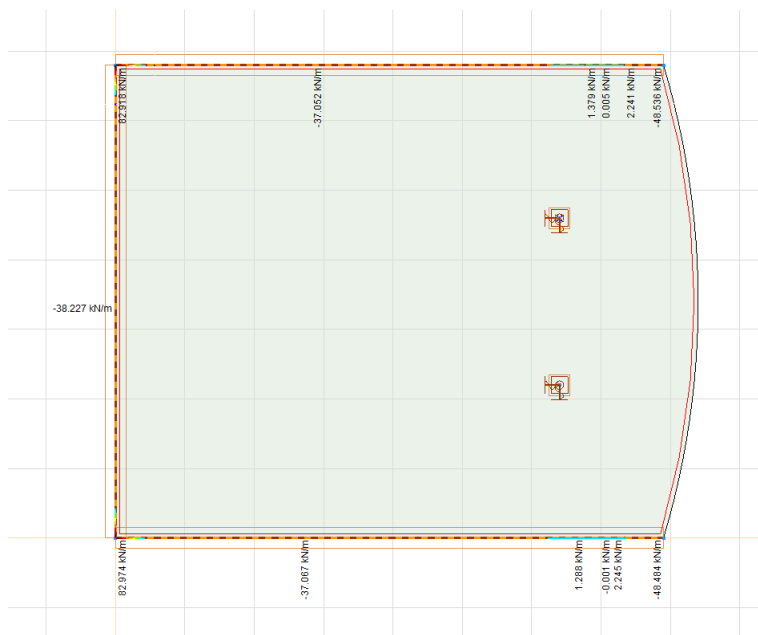 82.918 kN/m
-37.052 kN/m
1.379 kN/m
0.005 kN/m
2.241 kN/m
-48.536 kN/m
-38.227 kN/m
82.974 kN/m
-37.067 kN/m
1.288 kN/m
-0.001 kN/m
2.245 kN/m
-48.484 kN/m